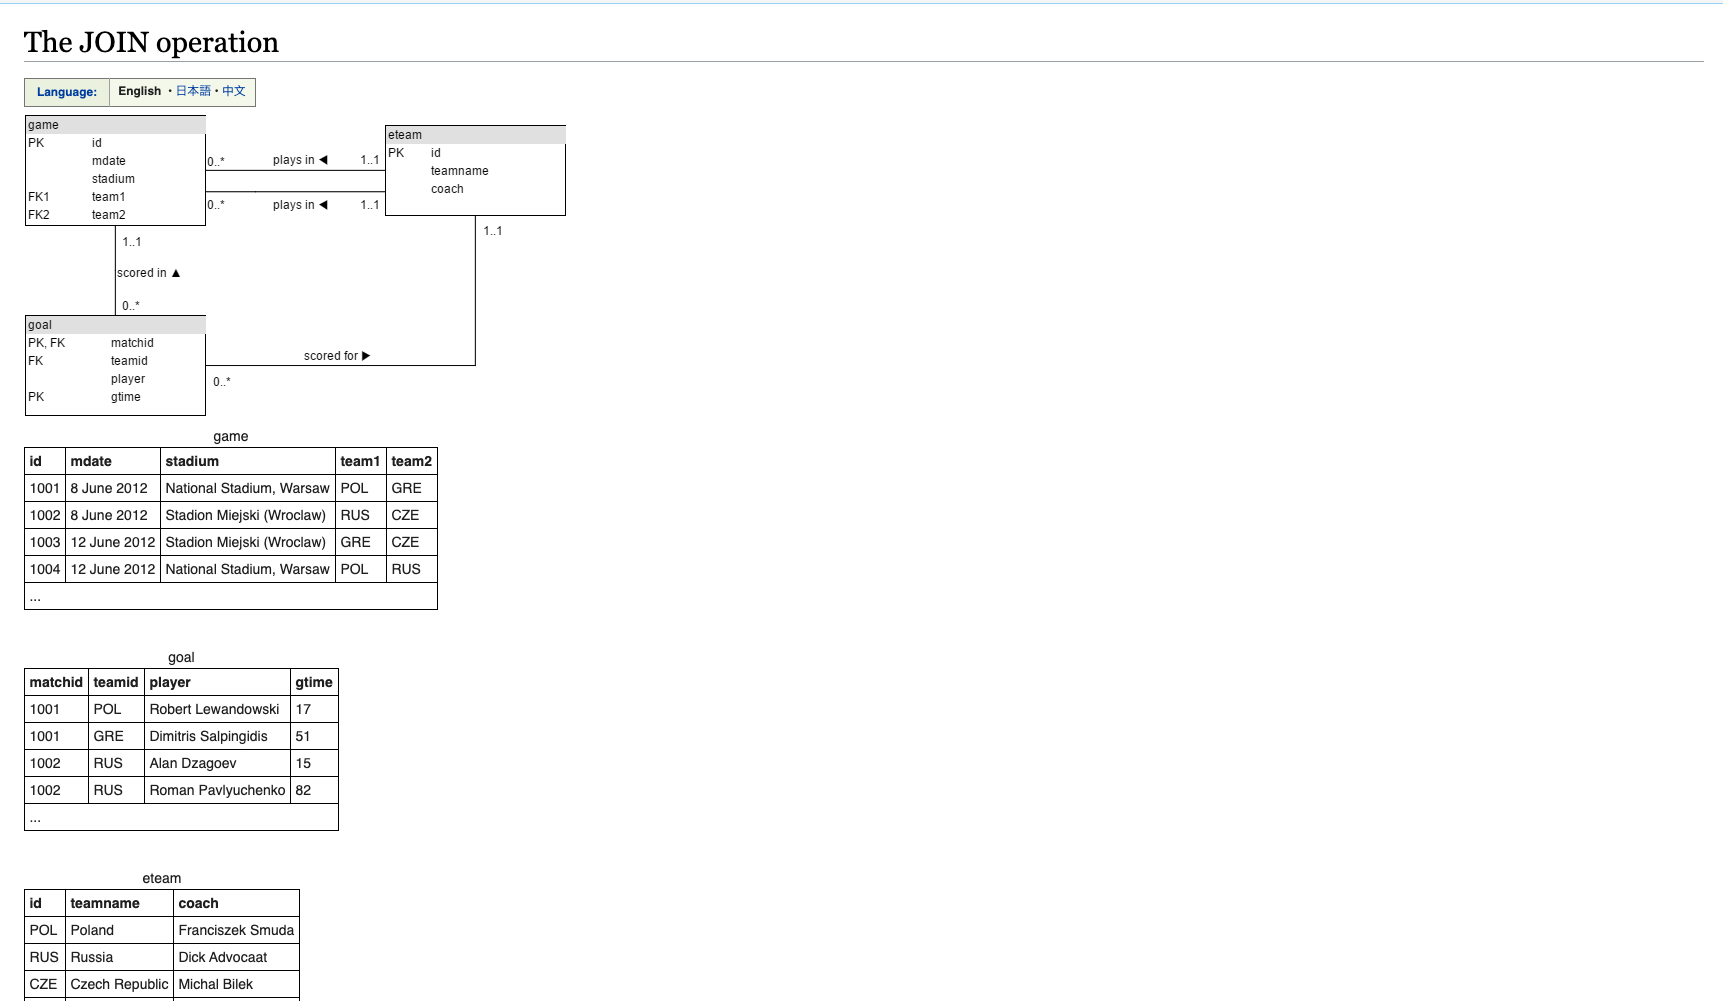 The JOIN operation
Language: English • 日本語 • 中文
game
PK id
mdate
stadium
FK1 team1
FK2 team2
0..* plays in ◀ 1..1
0..* plays in ◀ 1..1
eteam
PK id
teamname
coach
1..1
1..1
scored in ▲
0..*
goal
PK, FK matchid
FK teamid
player
PK gtime
scored for ▶
0..*
game
id mdate stadium team1 team2
1001 8 June 2012 National Stadium, Warsaw POL GRE
1002 8 June 2012 Stadion Miejski (Wroclaw) RUS CZE
1003 12 June 2012 Stadion Miejski (Wroclaw) GRE CZE
1004 12 June 2012 National Stadium, Warsaw POL RUS
...
goal
matchid teamid player gtime
1001 POL Robert Lewandowski 17
1001 GRE Dimitris Salpingidis 51
1002 RUS Alan Dzagoev 15
1002 RUS Roman Pavlyuchenko 82
...
eteam
id teamname coach
POL Poland Franciszek Smuda
RUS Russia Dick Advocaat
CZE Czech Republic Michal Bilek